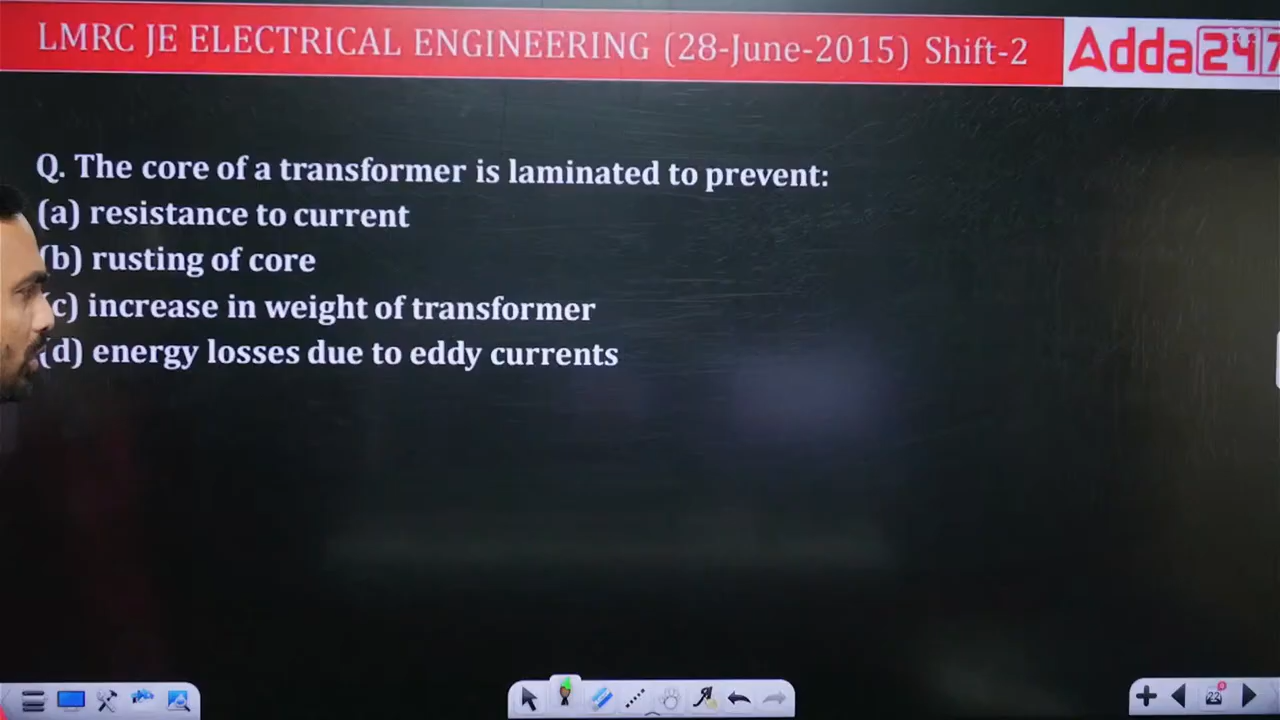 LMRC JE ELECTRICAL ENGINEERING (28-June-2015) Shift-2
Adda247
Q. The core of a transformer is laminated to prevent:
(a) resistance to current
(b) rusting of core
(c) increase in weight of transformer
(d) energy losses due to eddy currents
23